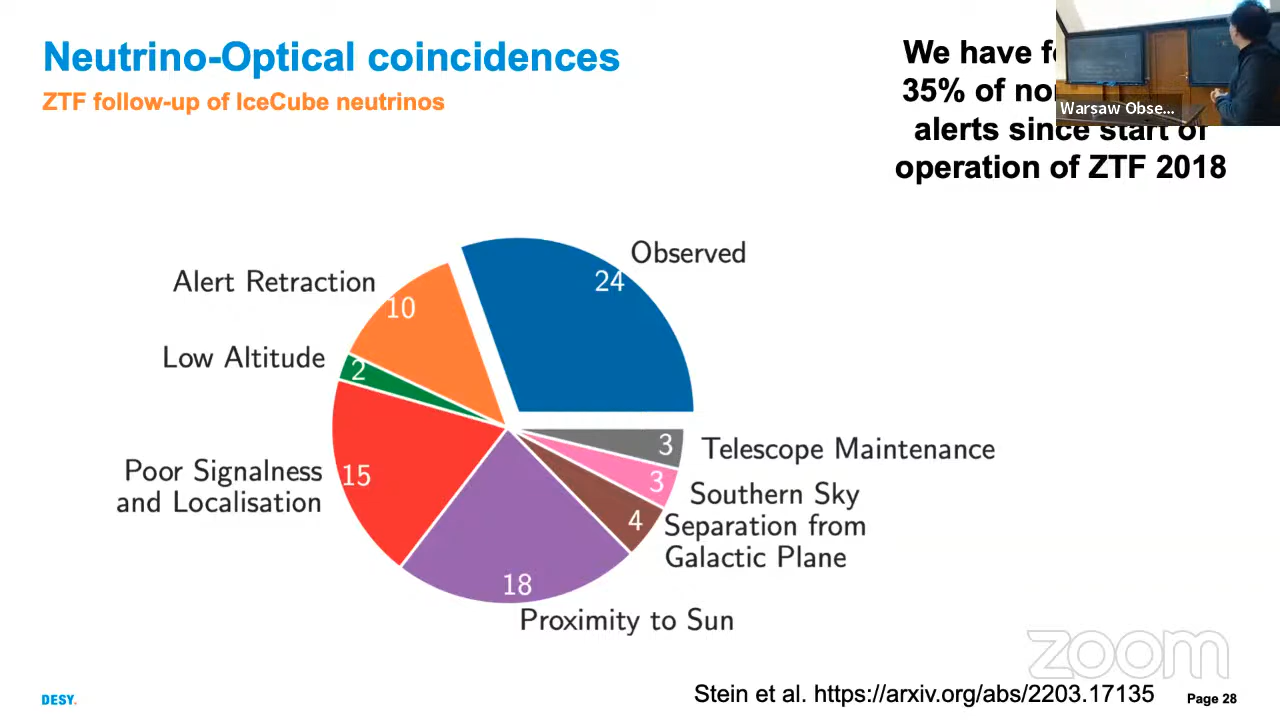 Neutrino-Optical coincidences
ZTF follow-up of IceCube neutrinos
We have
35% of
alerts since start of
operation of ZTF 2018
Warsaw Obse...
Observed
24
Alert Retraction
10
Low Altitude
2
Poor Signalness
and Localisation
15
3
Telescope Maintenance
3
Southern Sky
4
Separation from
Galactic Plane
18
Proximity to Sun
zoom
DESY.
Stein et al. https://arxiv.org/abs/2203.17135
Page 28